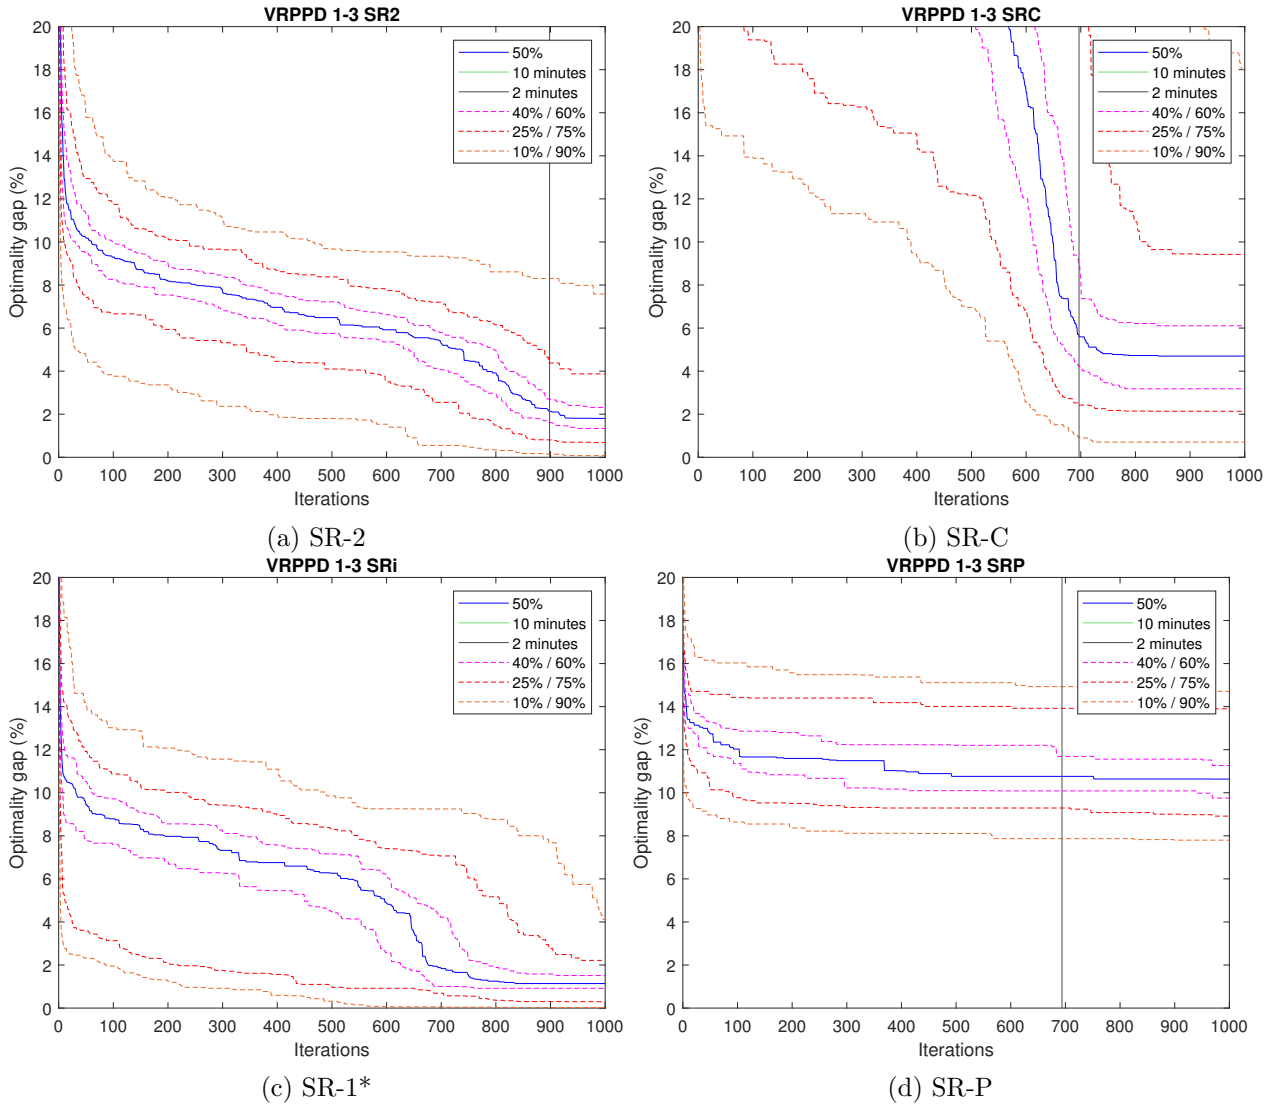 VRPPD 1-3 SR2
20
18
16
14
12
10
8
6
4
2
0
Optimality gap (%)
50%
10 minutes
2 minutes
40% / 60%
25% / 75%
10% / 90%
0 100 200 300 400 500 600 700 800 900 1000
Iterations
(a) SR-2
VRPPD 1-3 SRC
20
18
16
14
12
10
8
6
4
2
0
Optimality gap (%)
50%
10 minutes
2 minutes
40% / 60%
25% / 75%
10% / 90%
0 100 200 300 400 500 600 700 800 900 1000
Iterations
(b) SR-C
VRPPD 1-3 SRi
20
18
16
14
12
10
8
6
4
2
0
Optimality gap (%)
50%
10 minutes
2 minutes
40% / 60%
25% / 75%
10% / 90%
0 100 200 300 400 500 600 700 800 900 1000
Iterations
(c) SR-1*
VRPPD 1-3 SRP
20
18
16
14
12
10
8
6
4
2
0
Optimality gap (%)
50%
10 minutes
2 minutes
40% / 60%
25% / 75%
10% / 90%
0 100 200 300 400 500 600 700 800 900 1000
Iterations
(d) SR-P